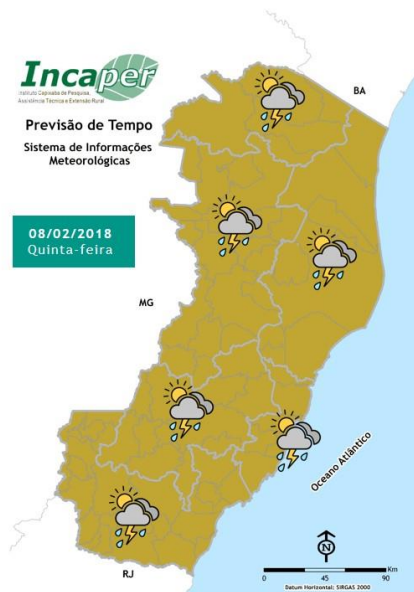 Incaper
Instituto Capixaba de Pesquisa
Assistência Técnica e Extensão Rural
Previsão de Tempo
Sistema de Informações
Meteorológicas
08/02/2018
Quinta-feira
BA
MG
Oceano Atlântico
RJ
N
Km
0 45 90
Datum Horizontal: SIRGAS 2000